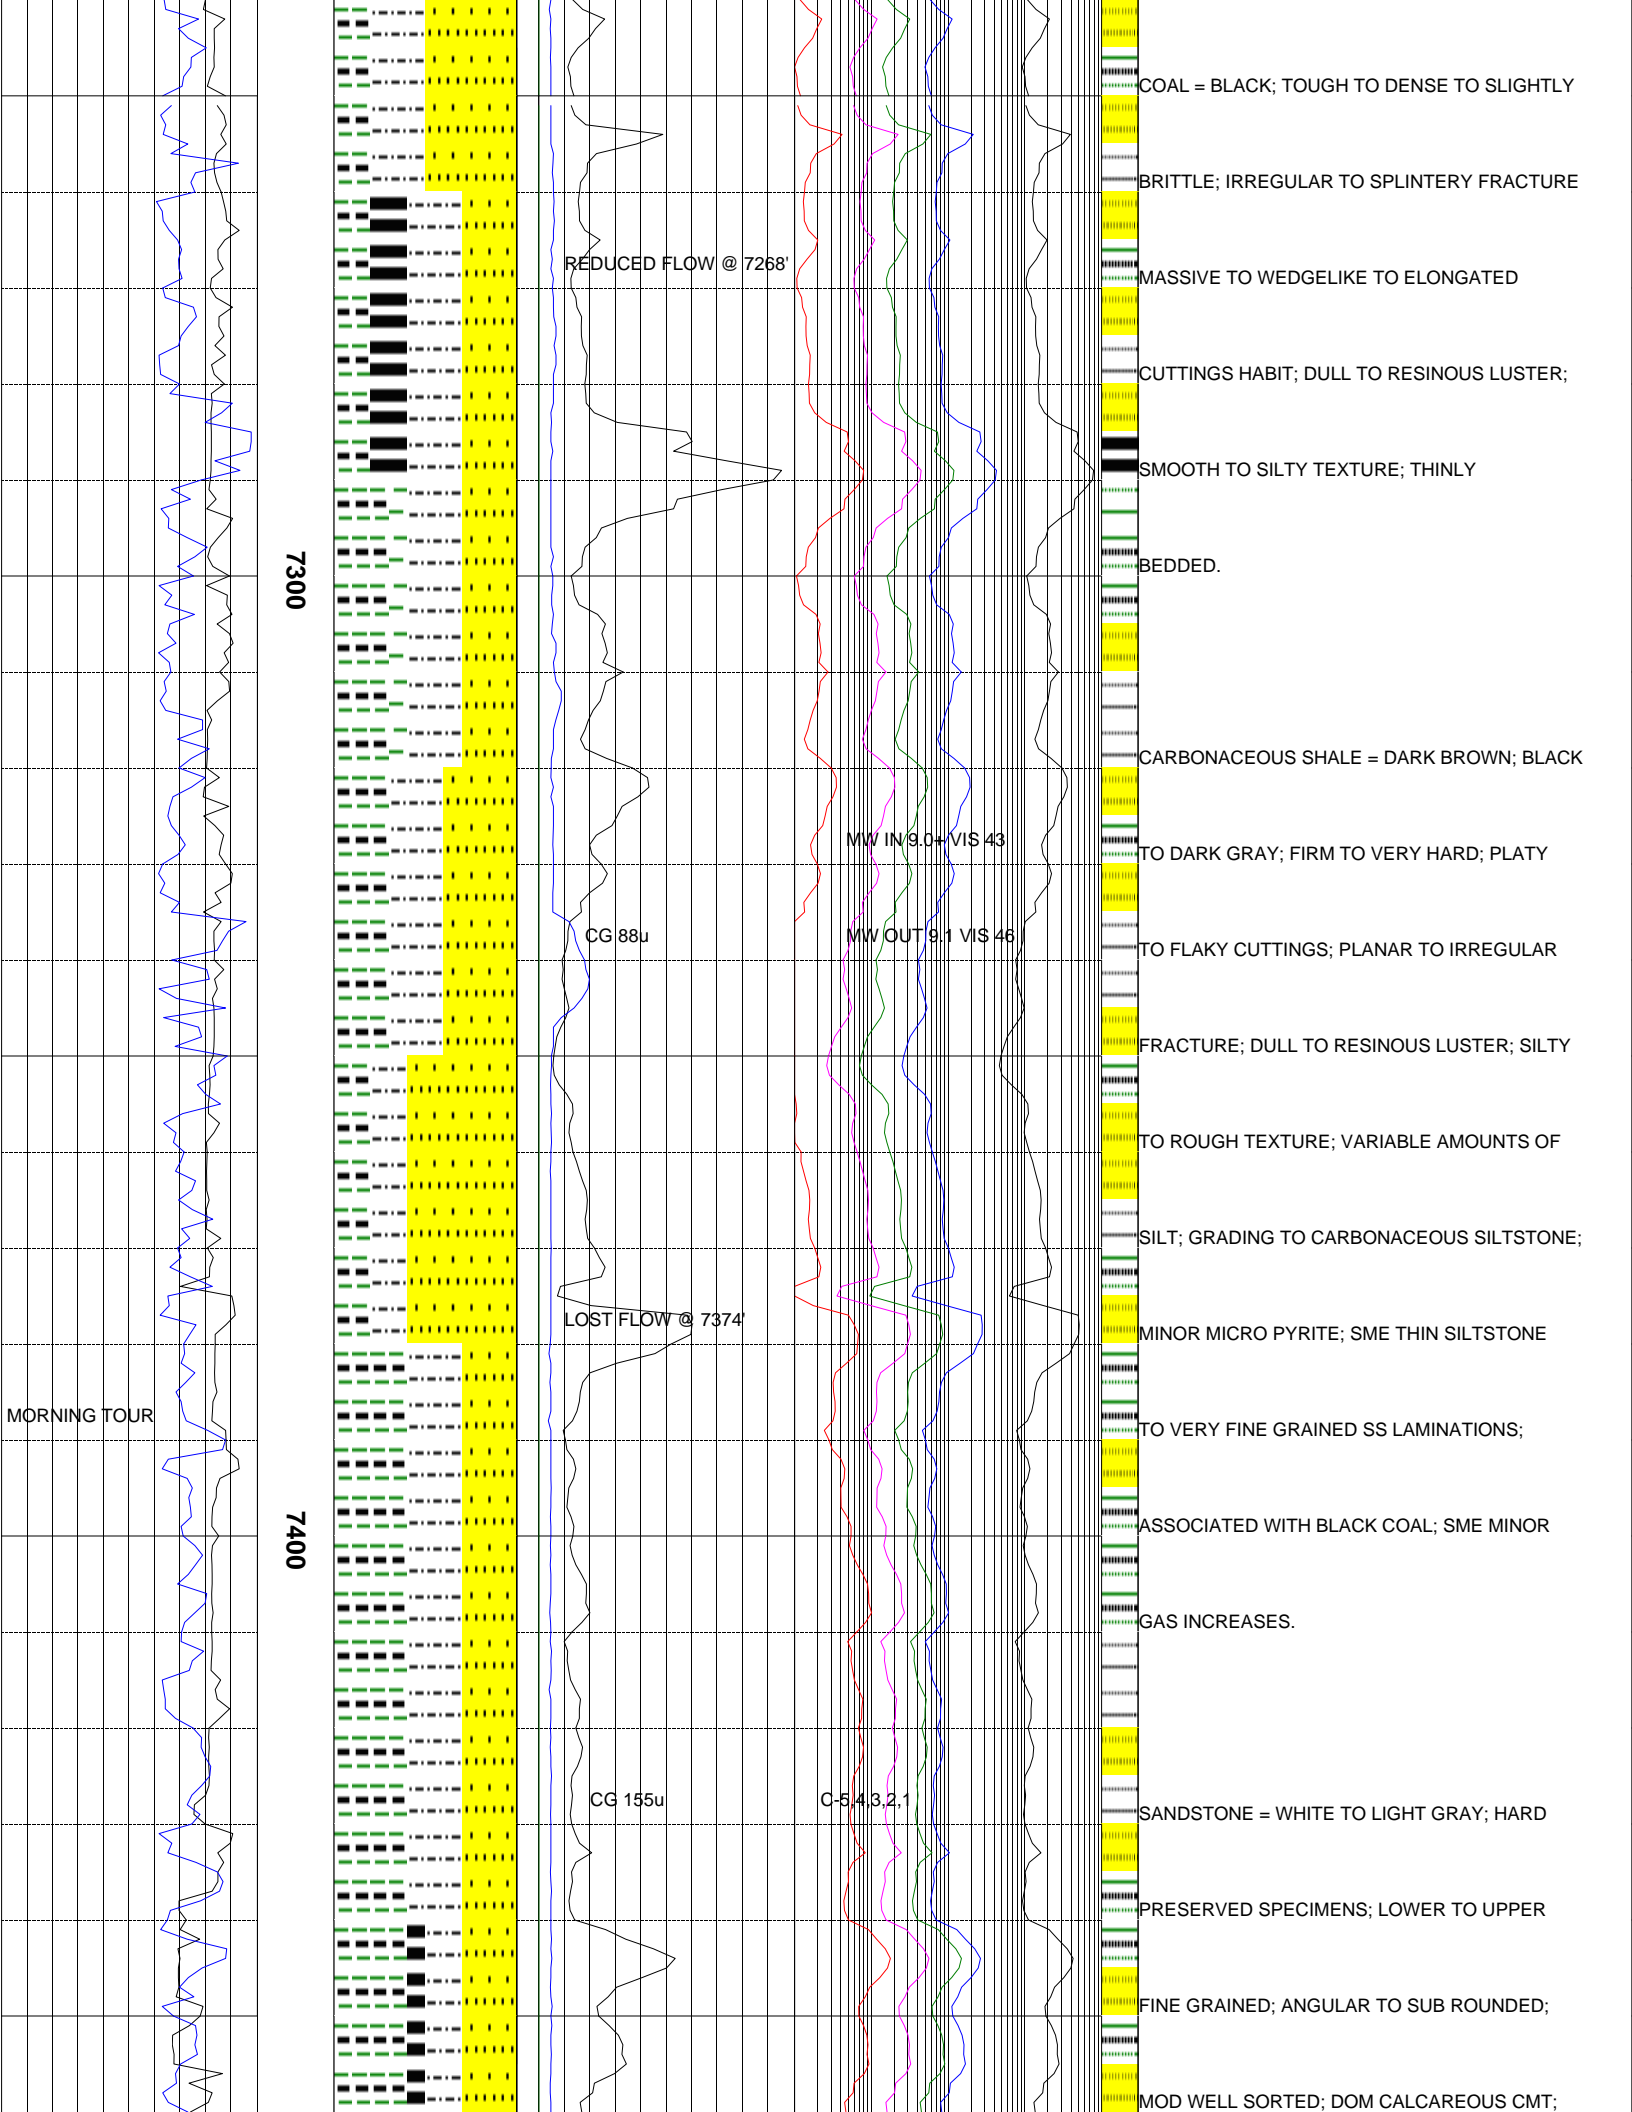 COAL = BLACK; TOUGH TO DENSE TO SLIGHTLY
BRITTLE; IRREGULAR TO SPLINTERY FRACTURE
REDUCED FLOW @ 7268'
MASSIVE TO WEDGELIKE TO ELONGATED
CUTTINGS HABIT; DULL TO RESINOUS LUSTER;
SMOOTH TO SILTY TEXTURE; THINLY
BEDDED.
7300
CARBONACEOUS SHALE = DARK BROWN; BLACK
MW IN 9.0+ VIS 43
TO DARK GRAY; FIRM TO VERY HARD; PLATY
CG 88u
MW OUT 9.1 VIS 46
TO FLAKY CUTTINGS; PLANAR TO IRREGULAR
FRACTURE; DULL TO RESINOUS LUSTER; SILTY
TO ROUGH TEXTURE; VARIABLE AMOUNTS OF
SILT; GRADING TO CARBONACEOUS SILTSTONE;
LOST FLOW @ 7374'
MINOR MICRO PYRITE; SME THIN SILTSTONE
MORNING TOUR
TO VERY FINE GRAINED SS LAMINATIONS;
7400
ASSOCIATED WITH BLACK COAL; SME MINOR
GAS INCREASES.
CG 155u
C-5,4,3,2,1
SANDSTONE = WHITE TO LIGHT GRAY; HARD
PRESERVED SPECIMENS; LOWER TO UPPER
FINE GRAINED; ANGULAR TO SUB ROUNDED;
MOD WELL SORTED; DOM CALCAREOUS CMT;